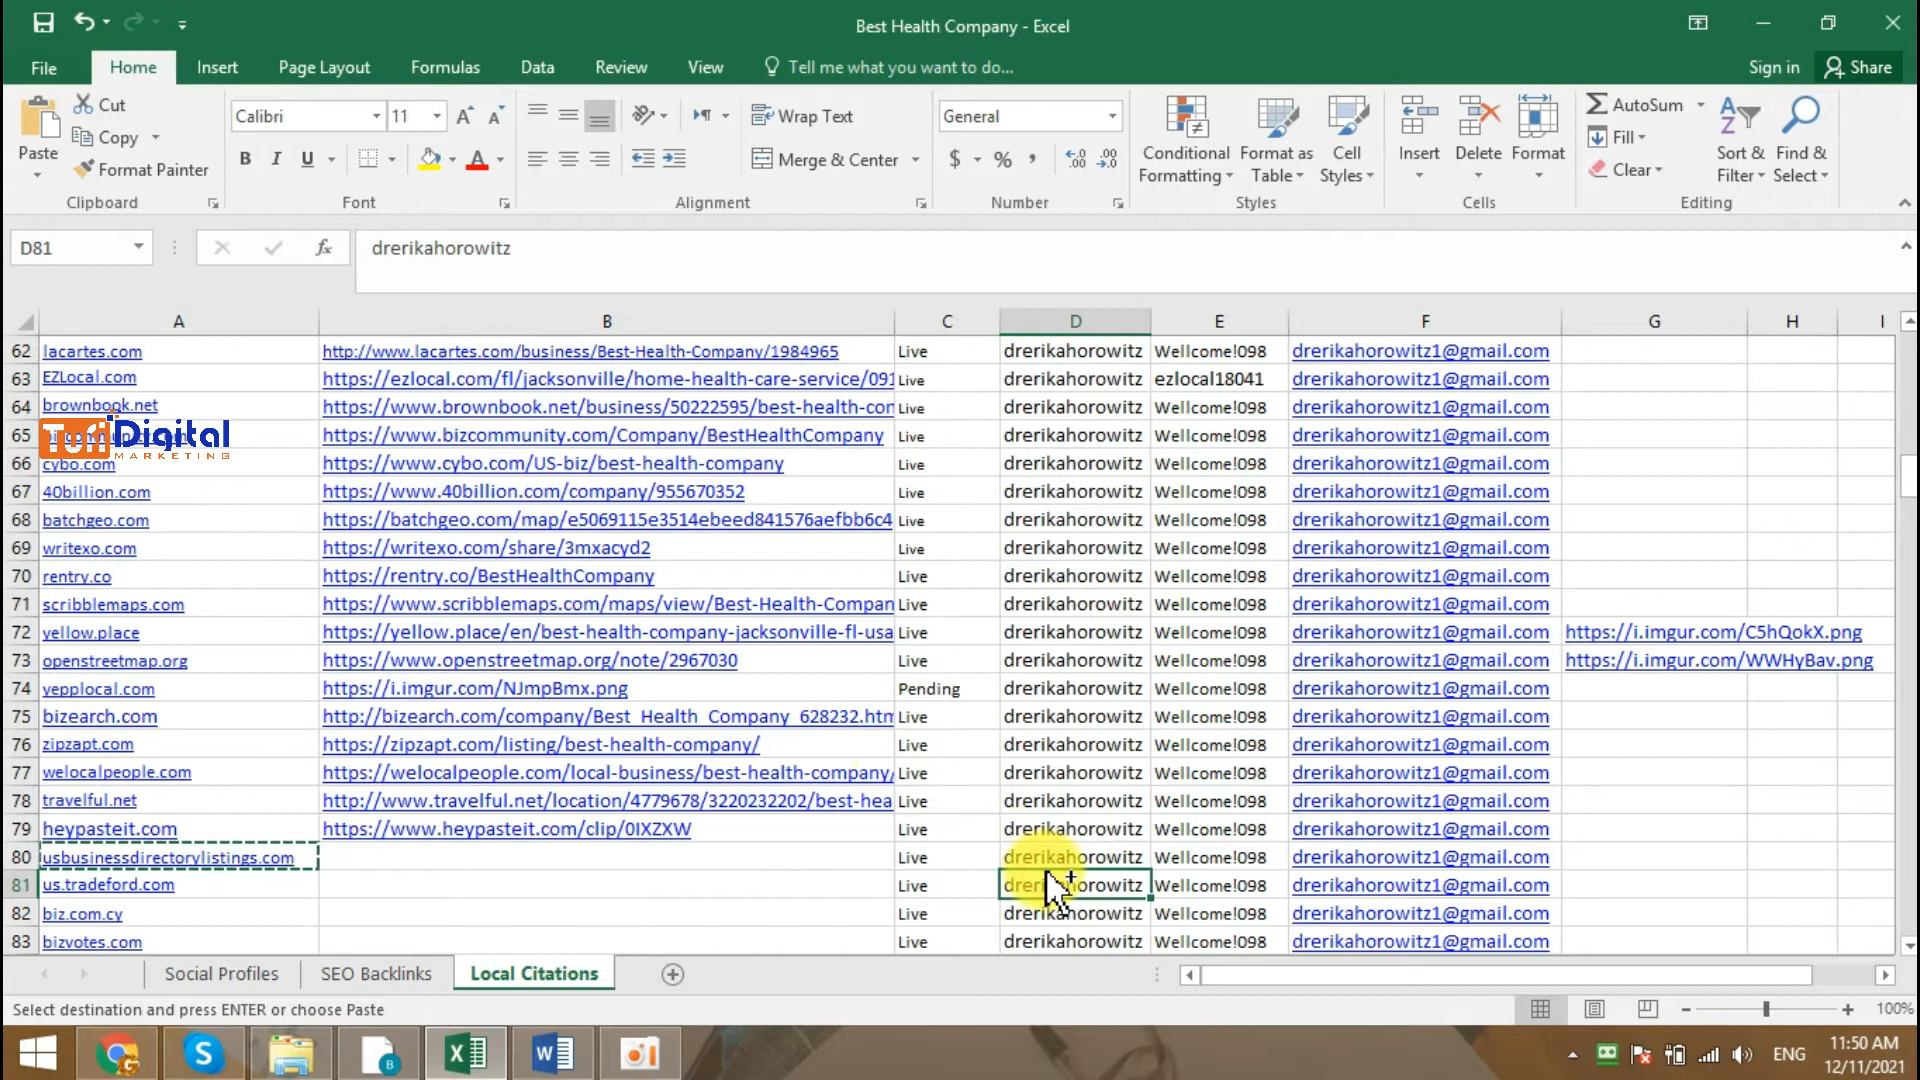 Best Health Company - Excel
File Home Insert Page Layout Formulas Data Review View Tell me what you want to do... Sign in Share
Paste
Cut
Copy
Format Painter
Clipboard
Calibri 11
B I U
Font
Wrap Text
Merge & Center
Alignment
General
$ % ,
Number
Conditional Formatting
Format as Table
Cell Styles
Styles
Insert Delete Format
Cells
AutoSum
Fill
Clear
Sort & Filter
Find & Select
Editing
D81 fx drerikahorowitz
A B C D E F G H I
62 lacartes.com http://www.lacartes.com/business/Best-Health-Company/1984965 Live drerikahorowitz Wellcome!098 drerikahorowitz1@gmail.com
63 EZLocal.com https://ezlocal.com/fl/jacksonville/home-health-care-service/091 Live drerikahorowitz ezlocal18041 drerikahorowitz1@gmail.com
64 brownbook.net https://www.brownbook.net/business/50222595/best-health-con Live drerikahorowitz Wellcome!098 drerikahorowitz1@gmail.com
Digital
MARKETING
65 https://www.bizcommunity.com/Company/BestHealthCompany Live drerikahorowitz Wellcome!098 drerikahorowitz1@gmail.com
66 cybo.com https://www.cybo.com/US-biz/best-health-company Live drerikahorowitz Wellcome!098 drerikahorowitz1@gmail.com
67 40billion.com https://www.40billion.com/company/955670352 Live drerikahorowitz Wellcome!098 drerikahorowitz1@gmail.com
68 batchgeo.com https://batchgeo.com/map/e5069115e3514ebeed841576aefbb6c4 Live drerikahorowitz Wellcome!098 drerikahorowitz1@gmail.com
69 writexo.com https://writexo.com/share/3mxacyd2 Live drerikahorowitz Wellcome!098 drerikahorowitz1@gmail.com
70 rentry.co https://rentry.co/BestHealthCompany Live drerikahorowitz Wellcome!098 drerikahorowitz1@gmail.com
71 scribblemaps.com https://www.scribblemaps.com/maps/view/Best-Health-Compan Live drerikahorowitz Wellcome!098 drerikahorowitz1@gmail.com
72 yellow.place https://yellow.place/en/best-health-company-jacksonville-fl-usa Live drerikahorowitz Wellcome!098 drerikahorowitz1@gmail.com https://i.imgur.com/C5hQokX.png
73 openstreetmap.org https://www.openstreetmap.org/note/2967030 Live drerikahorowitz Wellcome!098 drerikahorowitz1@gmail.com https://i.imgur.com/WWHyBav.png
74 yepplocal.com https://i.imgur.com/NJmpBmx.png Pending drerikahorowitz Wellcome!098 drerikahorowitz1@gmail.com
75 bizearch.com http://bizearch.com/company/Best_Health_Company_628232.htm Live drerikahorowitz Wellcome!098 drerikahorowitz1@gmail.com
76 zipzapt.com https://zipzapt.com/listing/best-health-company/ Live drerikahorowitz Wellcome!098 drerikahorowitz1@gmail.com
77 welocalpeople.com https://welocalpeople.com/local-business/best-health-company/ Live drerikahorowitz Wellcome!098 drerikahorowitz1@gmail.com
78 travelful.net http://www.travelful.net/location/4779678/3220232202/best-hea Live drerikahorowitz Wellcome!098 drerikahorowitz1@gmail.com
79 heypasteit.com https://www.heypasteit.com/clip/0IXZXW Live drerikahorowitz Wellcome!098 drerikahorowitz1@gmail.com
80 usbusinessdirectorylistings.com Live drerikahorowitz Wellcome!098 drerikahorowitz1@gmail.com
81 us.tradeford.com Live drerikahorowitz Wellcome!098 drerikahorowitz1@gmail.com
82 biz.com.cy Live drerikahorowitz Wellcome!098 drerikahorowitz1@gmail.com
83 bizvotes.com Live drerikahorowitz Wellcome!098 drerikahorowitz1@gmail.com
Social Profiles SEO Backlinks Local Citations
Select destination and press ENTER or choose Paste 100%
ENG 11:50 AM
12/11/2021